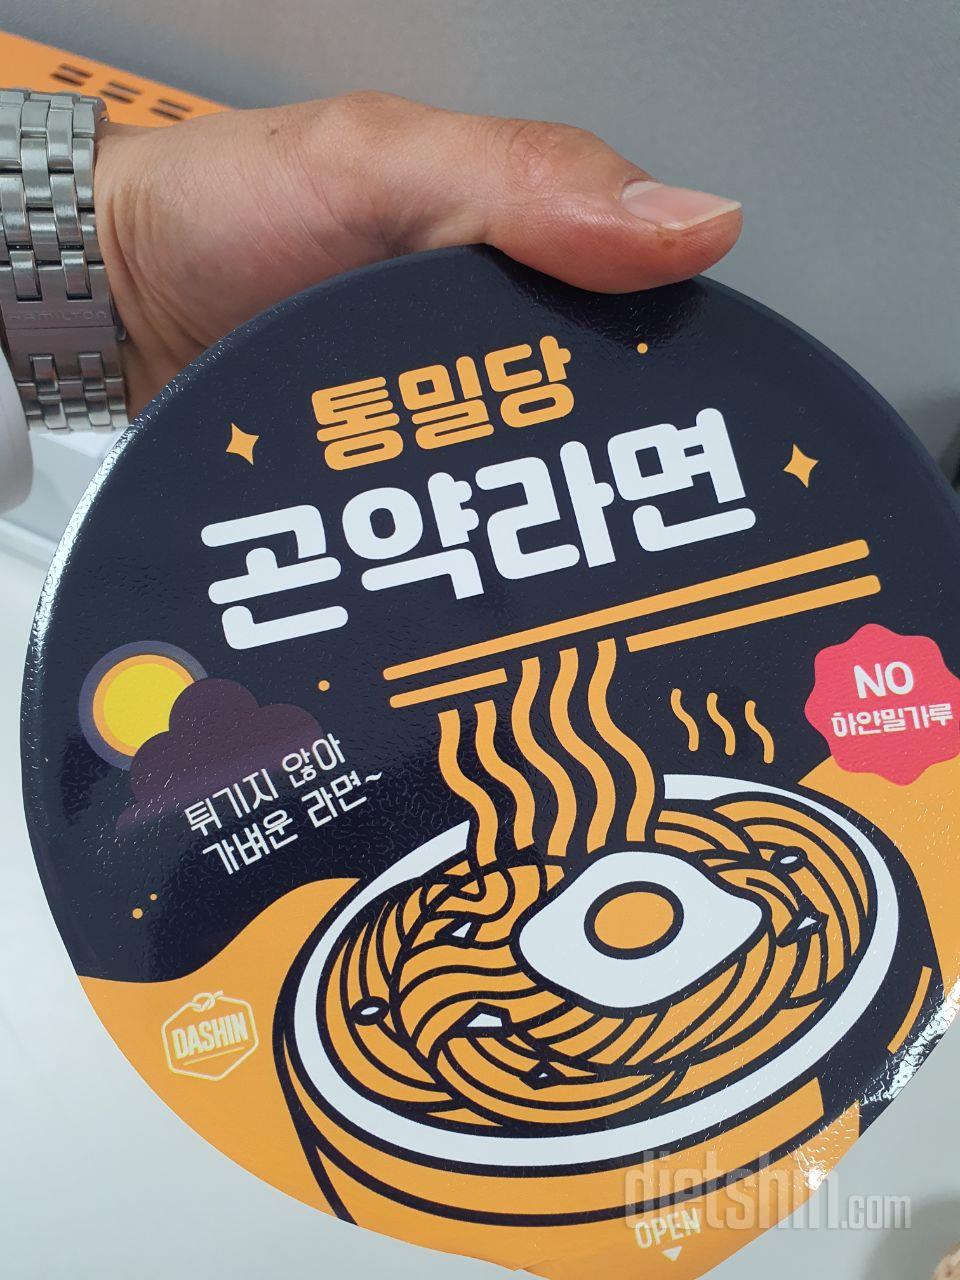 통밀당
곤약라면
NO
하얀밀가루
튀기지 않아
가벼운 라면~
DASHIN
OPEN
HAMILTON
dietshin.com